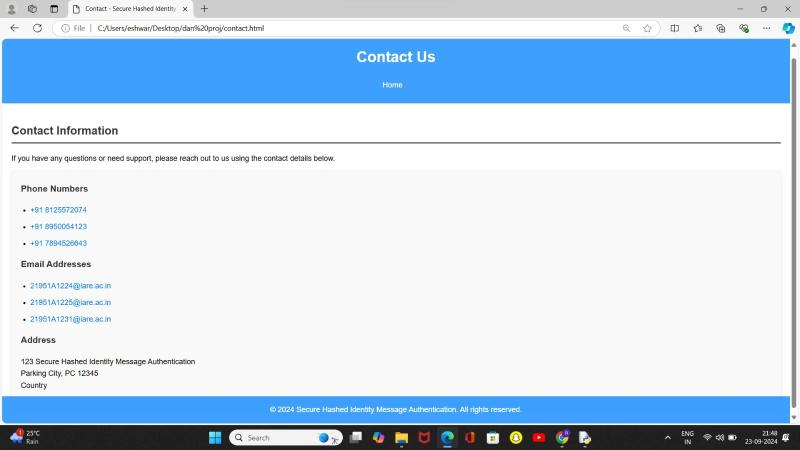 Contact - Secure Hashed Identity
File
C:/Users/eshwar/Desktop/dan%20proj/contact.html
Contact Us
Home
Contact Information
If you have any questions or need support, please reach out to us using the contact details below.
Phone Numbers
+91 8125572074
+91 8950054123
+91 7894526643
Email Addresses
21951A1224@iare.ac.in
21951A1225@iare.ac.in
21951A1231@iare.ac.in
Address
123 Secure Hashed Identity Message Authentication
Parking City, PC 12345
Country
© 2024 Secure Hashed Identity Message Authentication. All rights reserved.
25°C
Rain
Search
ENG
IN
21:48
23-09-2024